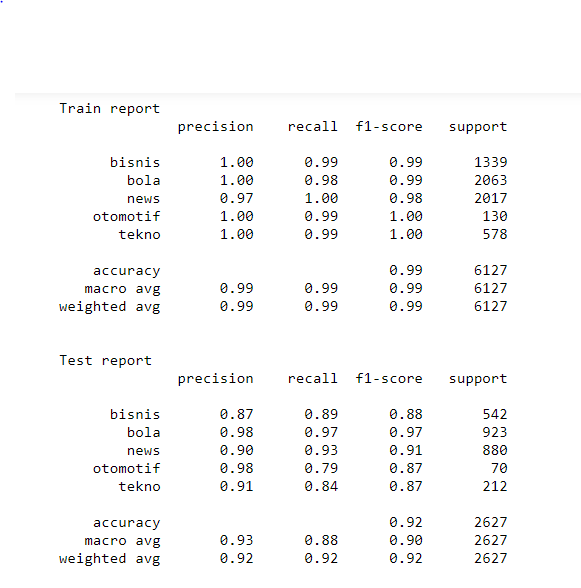 Train report
precision recall f1-score support
bisnis 1.00 0.99 0.99 1339
bola 1.00 0.98 0.99 2063
news 0.97 1.00 0.98 2017
otomotif 1.00 0.99 1.00 130
tekno 1.00 0.99 1.00 578
accuracy 0.99 6127
macro avg 0.99 0.99 0.99 6127
weighted avg 0.99 0.99 0.99 6127
Test report
precision recall f1-score support
bisnis 0.87 0.89 0.88 542
bola 0.98 0.97 0.97 923
news 0.90 0.93 0.91 880
otomotif 0.98 0.79 0.87 70
tekno 0.91 0.84 0.87 212
accuracy 0.92 2627
macro avg 0.93 0.88 0.90 2627
weighted avg 0.92 0.92 0.92 2627